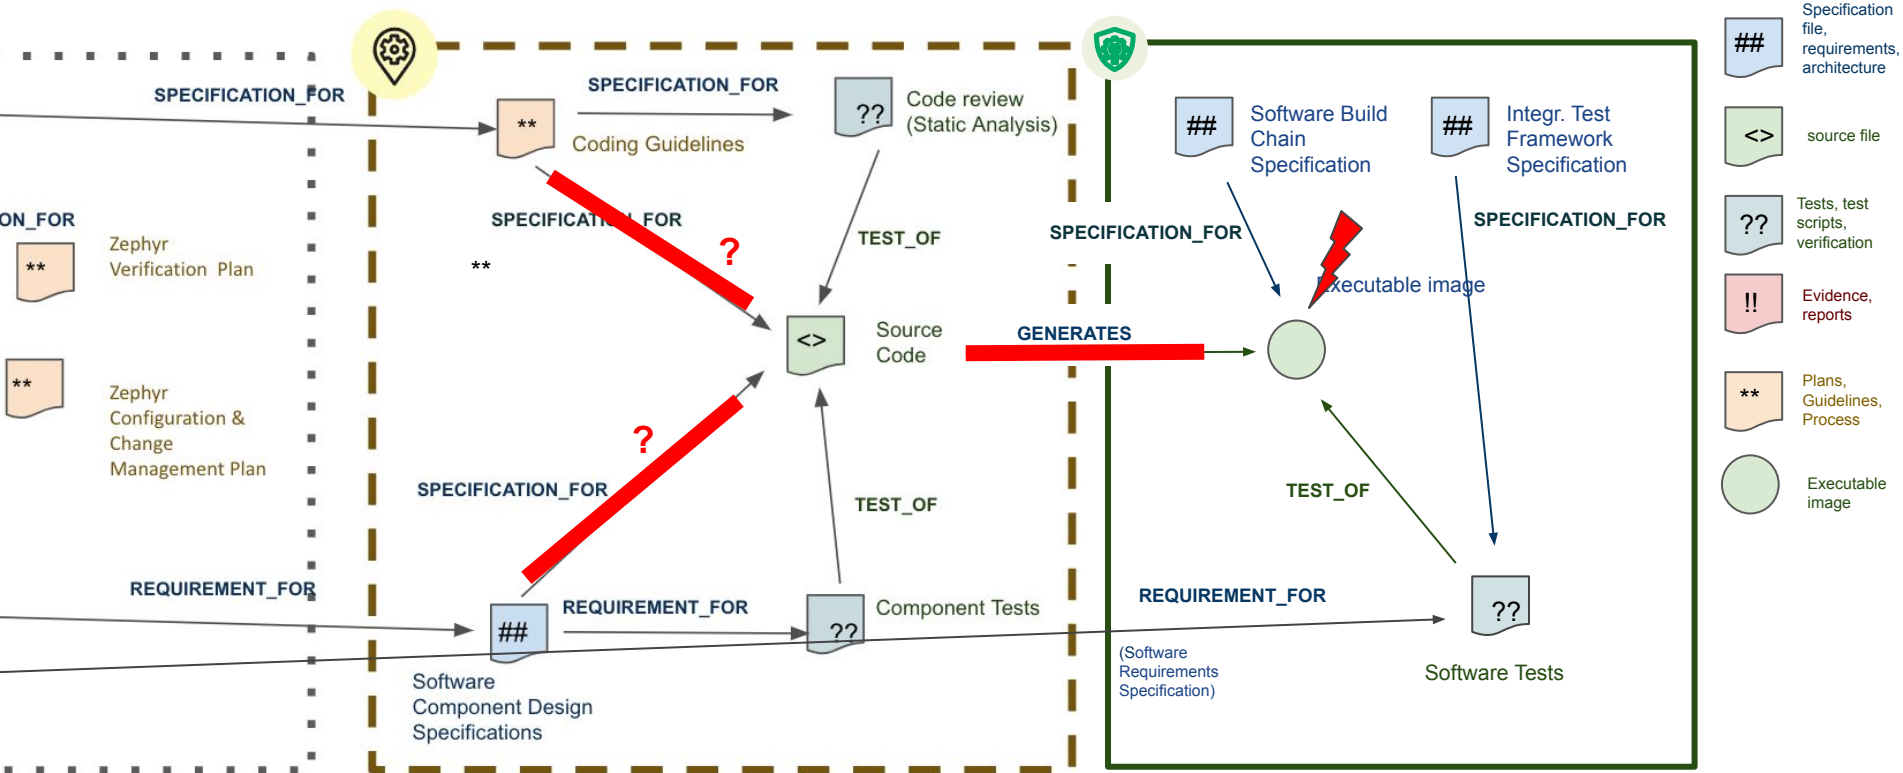 SPECIFICATION_FOR
ON_FOR
**
Zephyr
Verification Plan
**
Zephyr
Configuration &
Change
Management Plan
REQUIREMENT_FOR
**
Coding Guidelines
SPECIFICATION_FOR
??
Code review
(Static Analysis)
SPECIFICATION_FOR
?
**
TEST_OF
<>
Source
Code
?
SPECIFICATION_FOR
TEST_OF
##
Software
Component Design
Specifications
REQUIREMENT_FOR
??
Component Tests
GENERATES
##
Software Build
Chain
Specification
##
Integr. Test
Framework
Specification
SPECIFICATION_FOR
SPECIFICATION_FOR
Executable image
TEST_OF
REQUIREMENT_FOR
(Software
Requirements
Specification)
??
Software Tests
##
Specification
file,
requirements,
architecture
<>
source file
??
Tests, test
scripts,
verification
!!
Evidence,
reports
**
Plans,
Guidelines,
Process
Executable
image